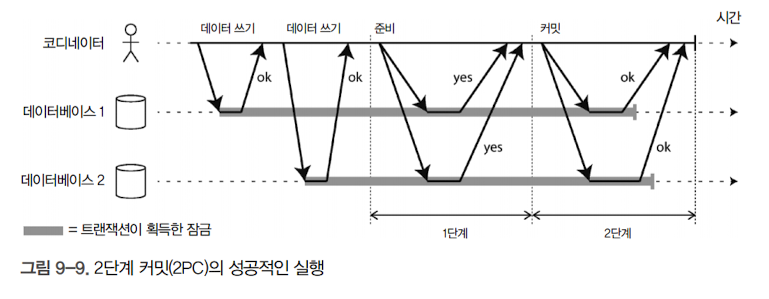 시간
데이터 쓰기 데이터 쓰기 준비 커밋
코디네이터
ok ok yes ok
데이터베이스 1
yes ok
데이터베이스 2
1단계 2단계
= 트랜잭션이 획득한 잠금
그림 9-9. 2단계 커밋(2PC)의 성공적인 실행